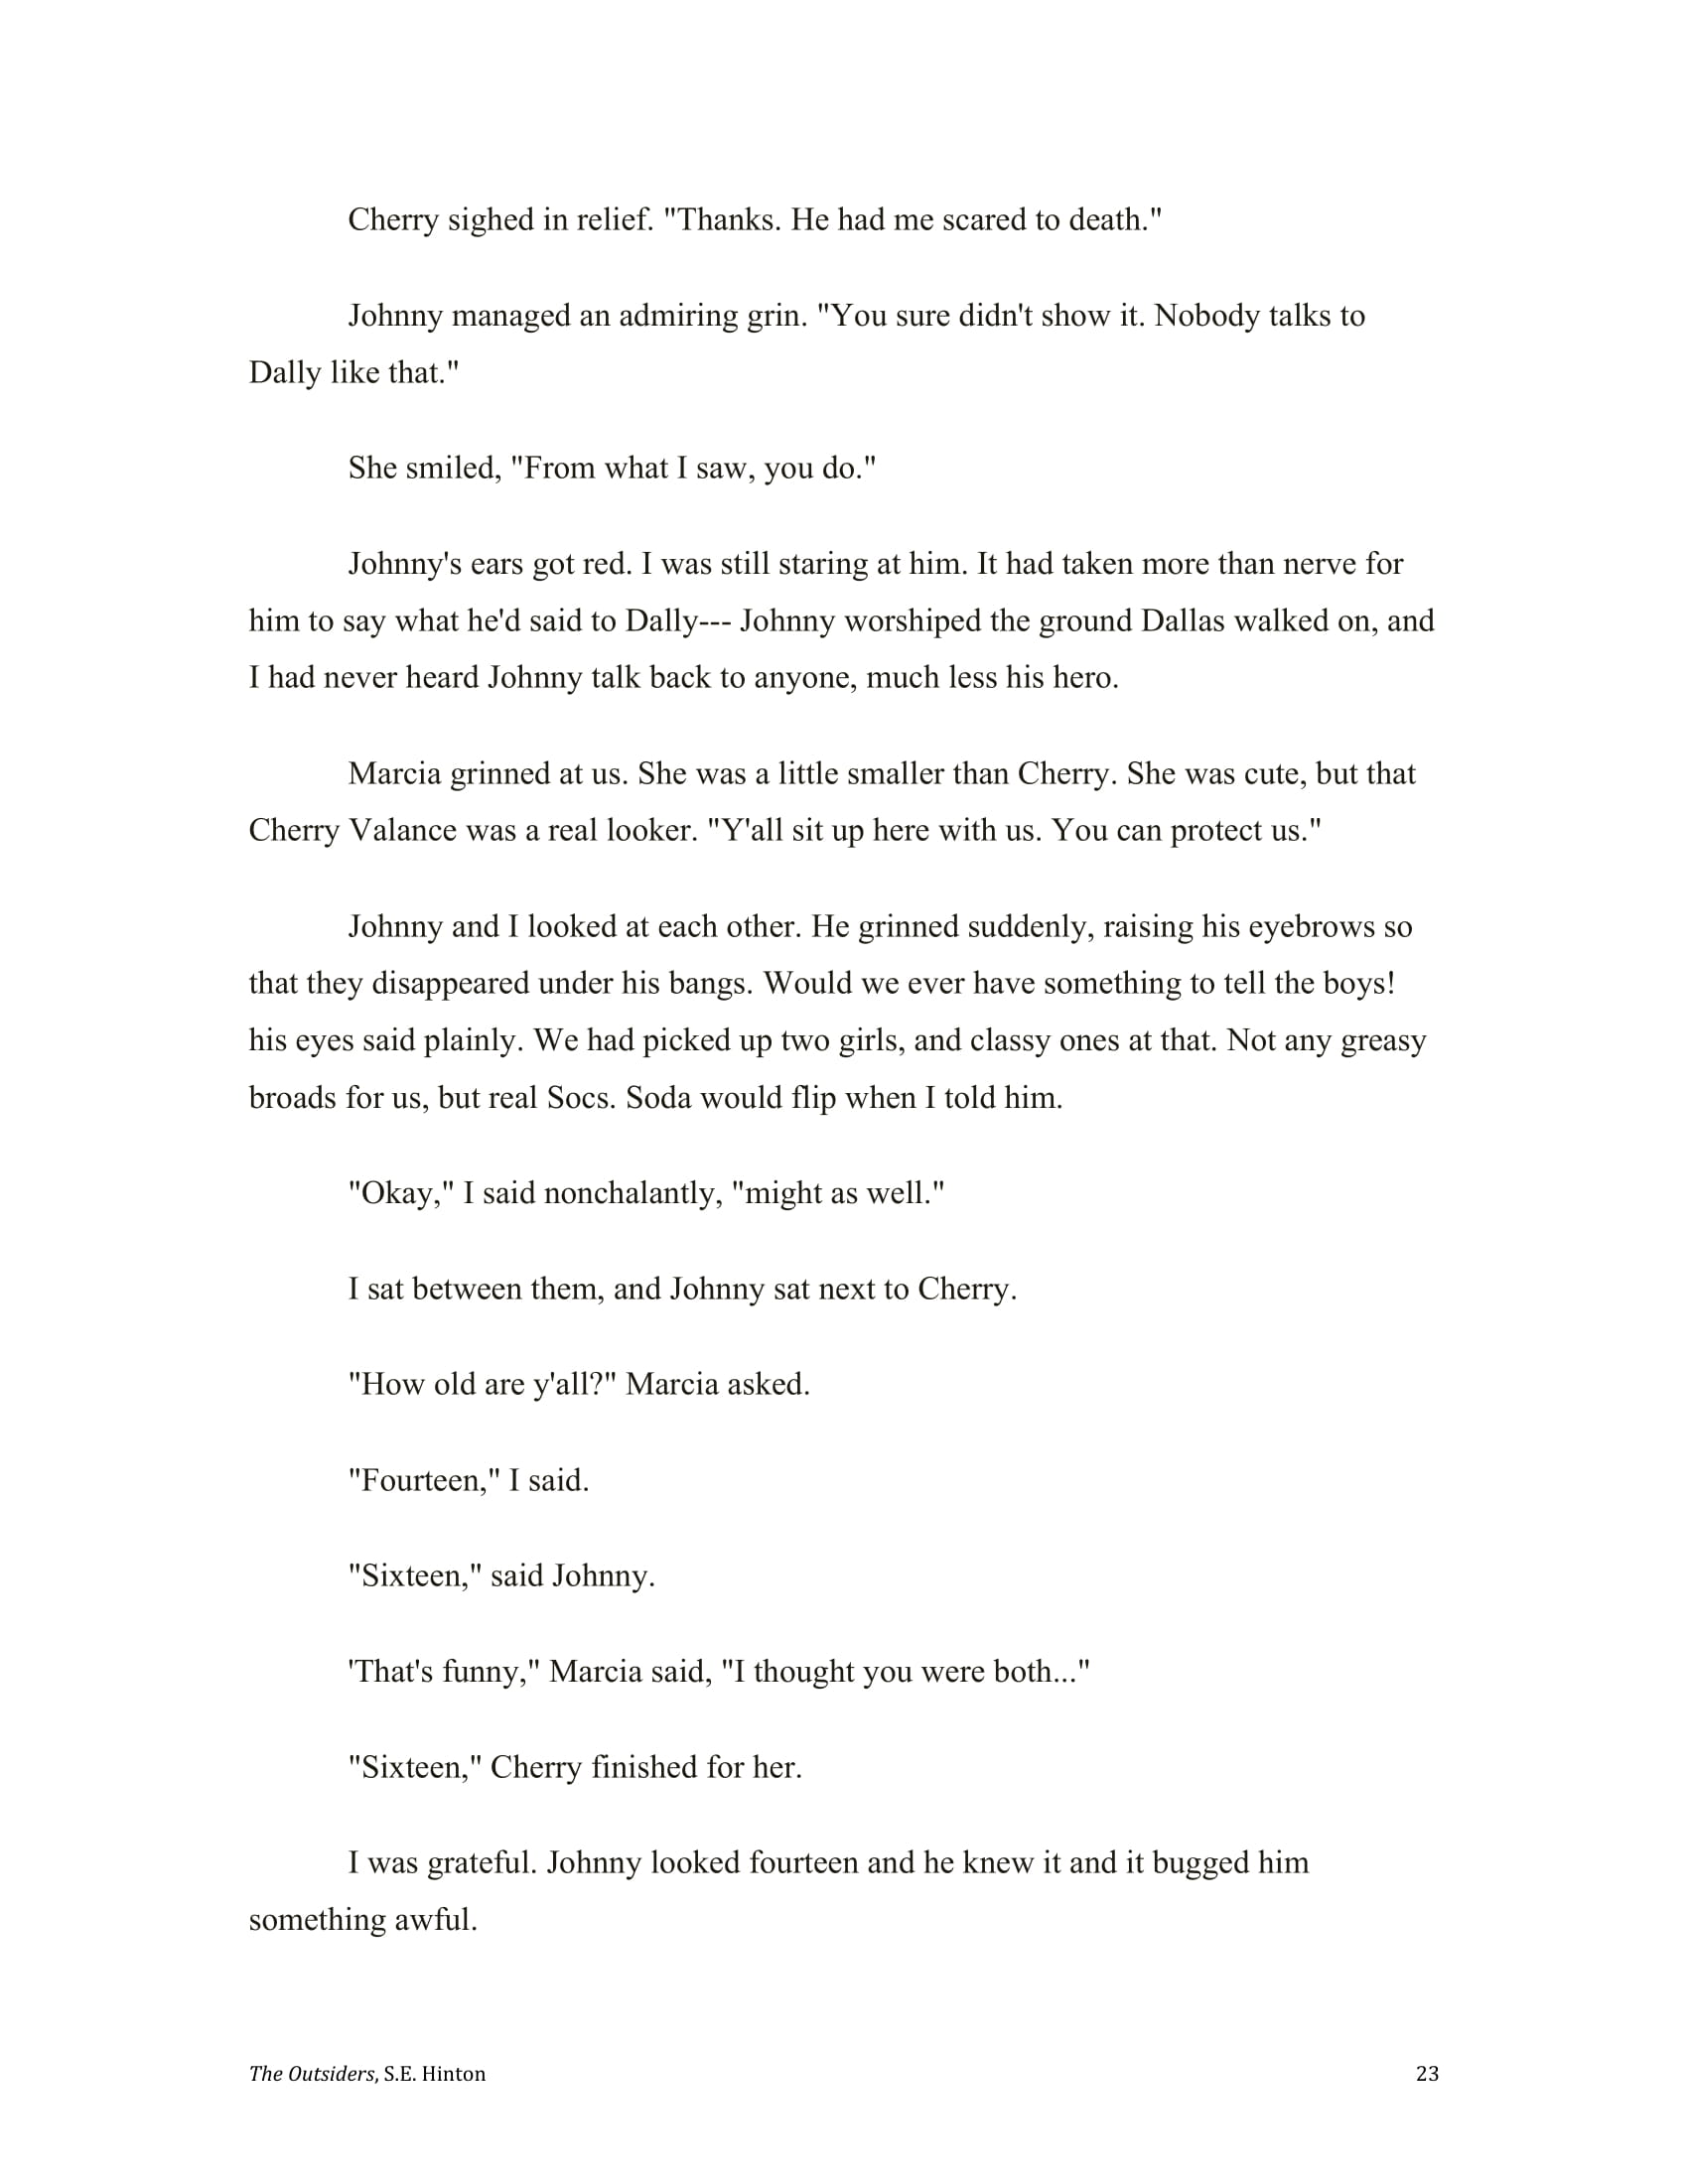 Cherry sighed in relief. "Thanks. He had me scared to death."
Johnny managed an admiring grin. "You sure didn't show it. Nobody talks to
Dally like that."
She smiled, "From what I saw, you do."
Johnny's ears got red. I was still staring at him. It had taken more than nerve for
him to say what he'd said to Dally--- Johnny worshiped the ground Dallas walked on, and
I had never heard Johnny talk back to anyone, much less his hero.
Marcia grinned at us. She was a little smaller than Cherry. She was cute, but that
Cherry Valance was a real looker. "Y'all sit up here with us. You can protect us."
Johnny and I looked at each other. He grinned suddenly, raising his eyebrows so
that they disappeared under his bangs. Would we ever have something to tell the boys!
his eyes said plainly. We had picked up two girls, and classy ones at that. Not any greasy
broads for us, but real Socs. Soda would flip when I told him.
"Okay," I said nonchalantly, "might as well."
I sat between them, and Johnny sat next to Cherry.
"How old are y'all?" Marcia asked.
"Fourteen," I said.
"Sixteen," said Johnny.
'That's funny," Marcia said, "I thought you were both..."
"Sixteen," Cherry finished for her.
I was grateful. Johnny looked fourteen and he knew it and it bugged him
something awful.
The Outsiders, S.E. Hinton 23